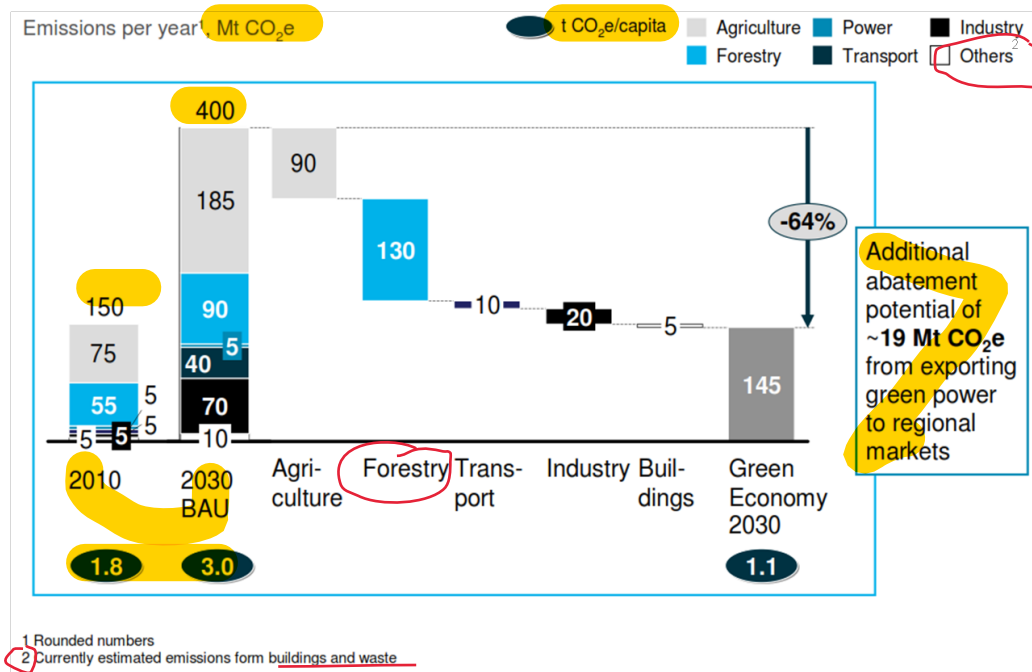 Emissions per year¹, Mt CO₂e
t CO₂e/capita
Agriculture
Power
Industry
Forestry
Transport
Others²
400
90
185
-64%
130
90
10
20
5
150
75
5
40
145
55
5
5
70
5
5
10
Additional
abatement
potential of
~19 Mt CO₂e
from exporting
green power
to regional
markets
2010
2030
BAU
Agri-
culture
Forestry
Trans-
port
Industry
Buil-
dings
Green
Economy
2030
1.8
3.0
1.1
1 Rounded numbers
2 Currently estimated emissions form buildings and waste